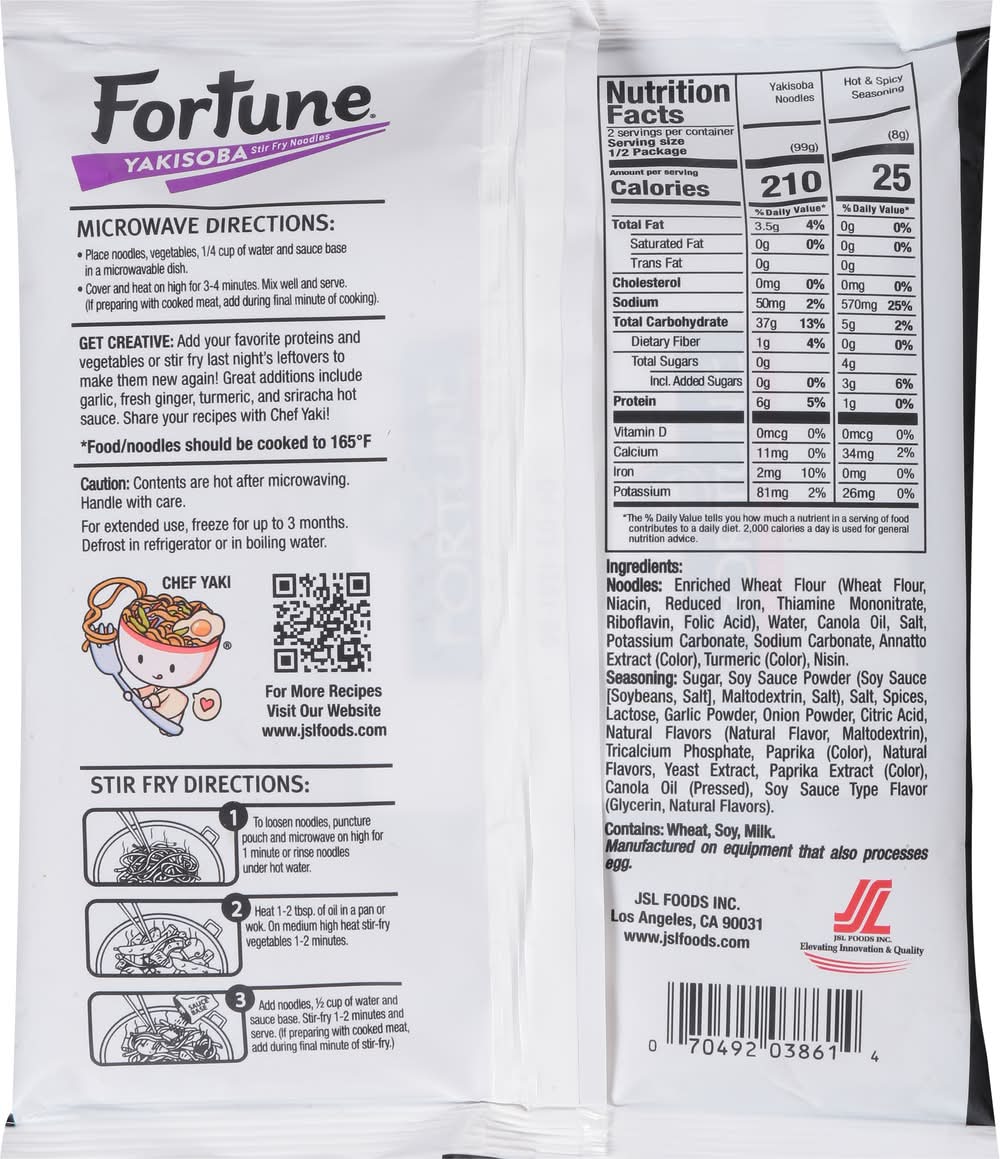 Fortune®
YAKISOBA Stir Fry Noodles
MICROWAVE DIRECTIONS:
• Place noodles, vegetables, 1/4 cup of water and sauce base
in a microwavable dish.
• Cover and heat on high for 3-4 minutes. Mix well and serve.
(If preparing with cooked meat, add during final minute of cooking).
GET CREATIVE: Add your favorite proteins and
vegetables or stir fry last night's leftovers to
make them new again! Great additions include
garlic, fresh ginger, turmeric, and sriracha hot
sauce. Share your recipes with Chef Yaki!
*Food/noodles should be cooked to 165°F
Caution: Contents are hot after microwaving.
Handle with care.
For extended use, freeze for up to 3 months.
Defrost in refrigerator or in boiling water.
CHEF YAKI
®
For More Recipes
Visit Our Website
www.jslfoods.com
STIR FRY DIRECTIONS:
1 To loosen noodles, puncture
pouch and microwave on high for
1 minute or rinse noodles
under hot water.
2 Heat 1-2 tbsp. of oil in a pan or
wok. On medium high heat stir-fry
vegetables 1-2 minutes.
SAUCE
BASE
3 Add noodles, ½ cup of water and
sauce base. Stir-fry 1-2 minutes and
serve. (If preparing with cooked meat,
add during final minute of stir-fry.)
Nutrition
Facts
2 servings per container
Serving size
1/2 Package
Yakisoba
Noodles
(99g)
Hot & Spicy
Seasoning
(8g)
Amount per serving
Calories 210 25
% Daily Value* % Daily Value*
Total Fat 3.5g 4% 0g 0%
Saturated Fat 0g 0% 0g 0%
Trans Fat 0g 0g
Cholesterol 0mg 0% 0mg 0%
Sodium 50mg 2% 570mg 25%
Total Carbohydrate 37g 13% 5g 2%
Dietary Fiber 1g 4% 0g 0%
Total Sugars 0g 4g
Incl. Added Sugars 0g 0% 3g 6%
Protein 6g 5% 1g 0%
Vitamin D 0mcg 0% 0mcg 0%
Calcium 11mg 0% 34mg 2%
Iron 2mg 10% 0mg 0%
Potassium 81mg 2% 26mg 0%
*The % Daily Value tells you how much a nutrient in a serving of food
contributes to a daily diet. 2,000 calories a day is used for general
nutrition advice.
Ingredients:
Noodles: Enriched Wheat Flour (Wheat Flour,
Niacin, Reduced Iron, Thiamine Mononitrate,
Riboflavin, Folic Acid), Water, Canola Oil, Salt,
Potassium Carbonate, Sodium Carbonate, Annatto
Extract (Color), Turmeric (Color), Nisin.
Seasoning: Sugar, Soy Sauce Powder (Soy Sauce
[Soybeans, Salt], Maltodextrin, Salt), Salt, Spices,
Lactose, Garlic Powder, Onion Powder, Citric Acid,
Natural Flavors (Natural Flavor, Maltodextrin),
Tricalcium Phosphate, Paprika (Color), Natural
Flavors, Yeast Extract, Paprika Extract (Color),
Canola Oil (Pressed), Soy Sauce Type Flavor
(Glycerin, Natural Flavors).
Contains: Wheat, Soy, Milk.
Manufactured on equipment that also processes
egg.
JSL FOODS INC.
Los Angeles, CA 90031
www.jslfoods.com
JSL
JSL FOODS INC.
Elevating Innovation & Quality
0 70492 03861 4